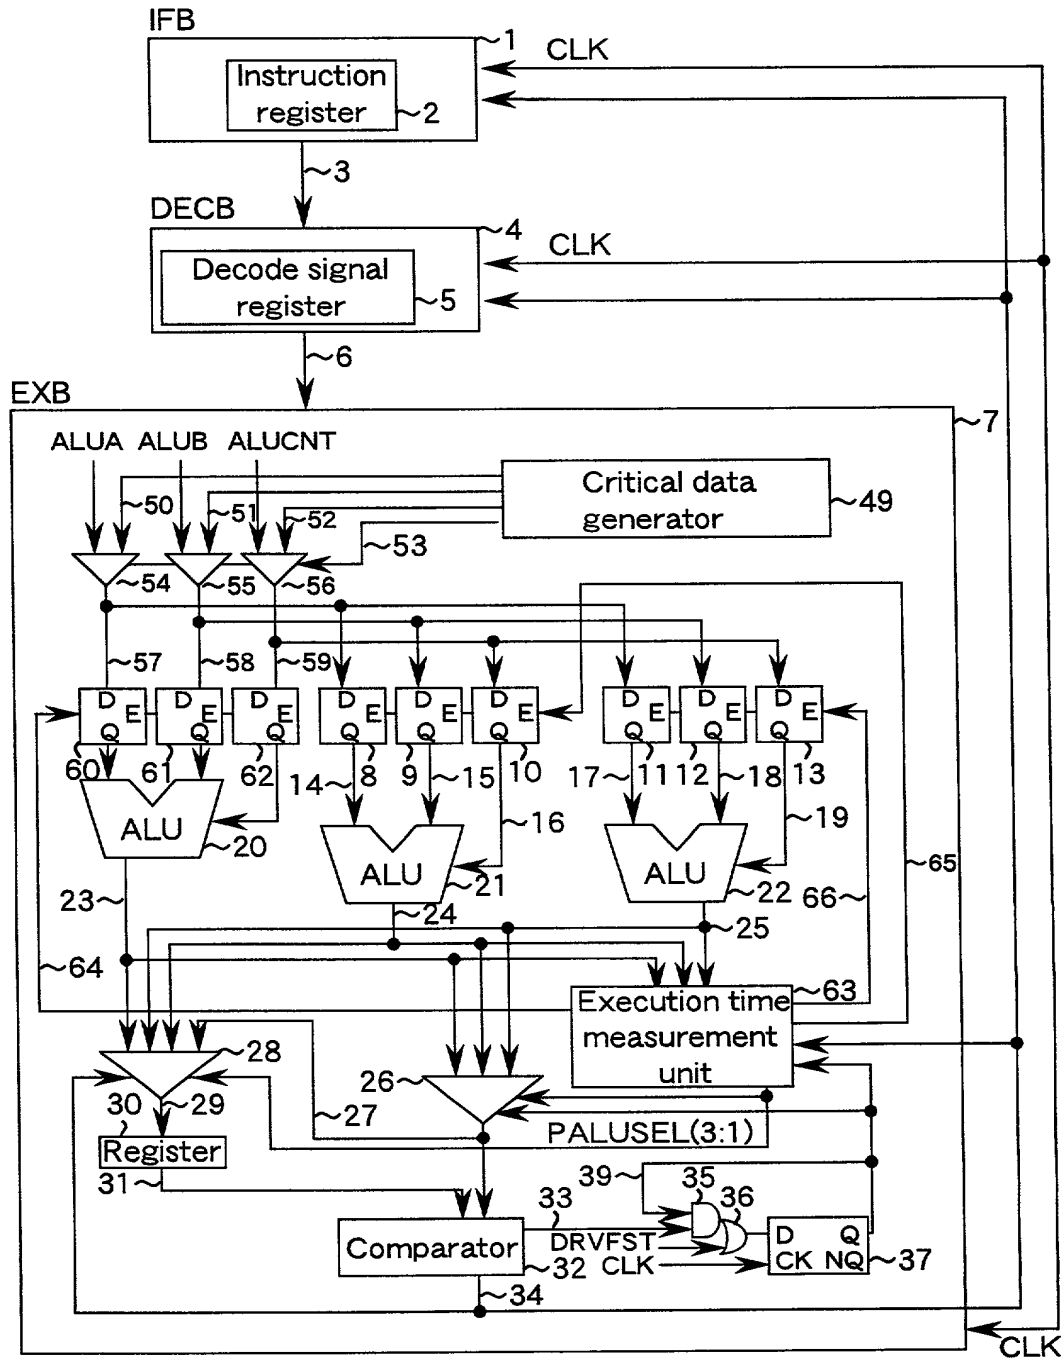 IFB
1
CLK
Instruction
register
2
3
DECB
4
CLK
Decode signal
register
5
6
EXB
7
ALUA ALUB ALUCNT
Critical data
generator
49
50 51 52
53
54 55 56
57 58 59
D E Q D E Q D E Q
D E Q D E Q D E Q
D E Q D E Q D E Q
60 61 62
14 8 9 15 10
17 11 12 18 13
16
19
ALU
20
ALU
21
ALU
22
65
66
23
24
25
64
Execution time
measurement
unit
63
28
26
27
29
30
Register
31
PALUSEL(3:1)
39
35
36
33
DRVFST
CLK
D Q
CK NQ
37
Comparator
32
34
CLK